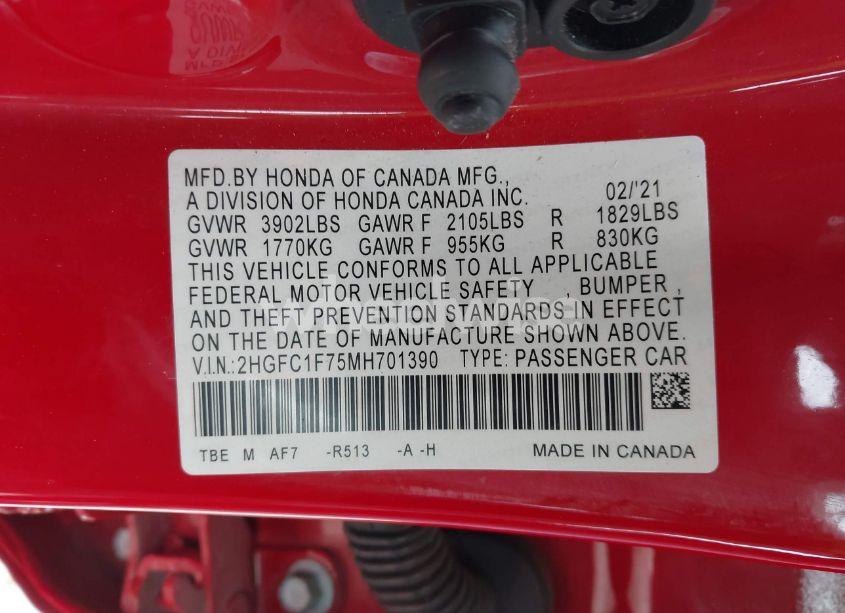 MFD.BY HONDA OF CANADA MFG.,
A DIVISION OF HONDA CANADA INC. 02/'21
GVWR 3902LBS GAWR F 2105LBS R 1829LBS
GVWR 1770KG GAWR F 955KG R 830KG
THIS VEHICLE CONFORMS TO ALL APPLICABLE
FEDERAL MOTOR VEHICLE SAFETY , BUMPER ,
AND THEFT PREVENTION STANDARDS IN EFFECT
ON THE DATE OF MANUFACTURE SHOWN ABOVE.
V.I.N.:2HGFC1F75MH701390 TYPE: PASSENGER CAR
TBE M AF7 -R513 -A -H MADE IN CANADA